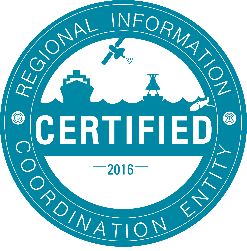 REGIONAL INFORMATION
CERTIFIED
2016
COORDINATION ENTITY